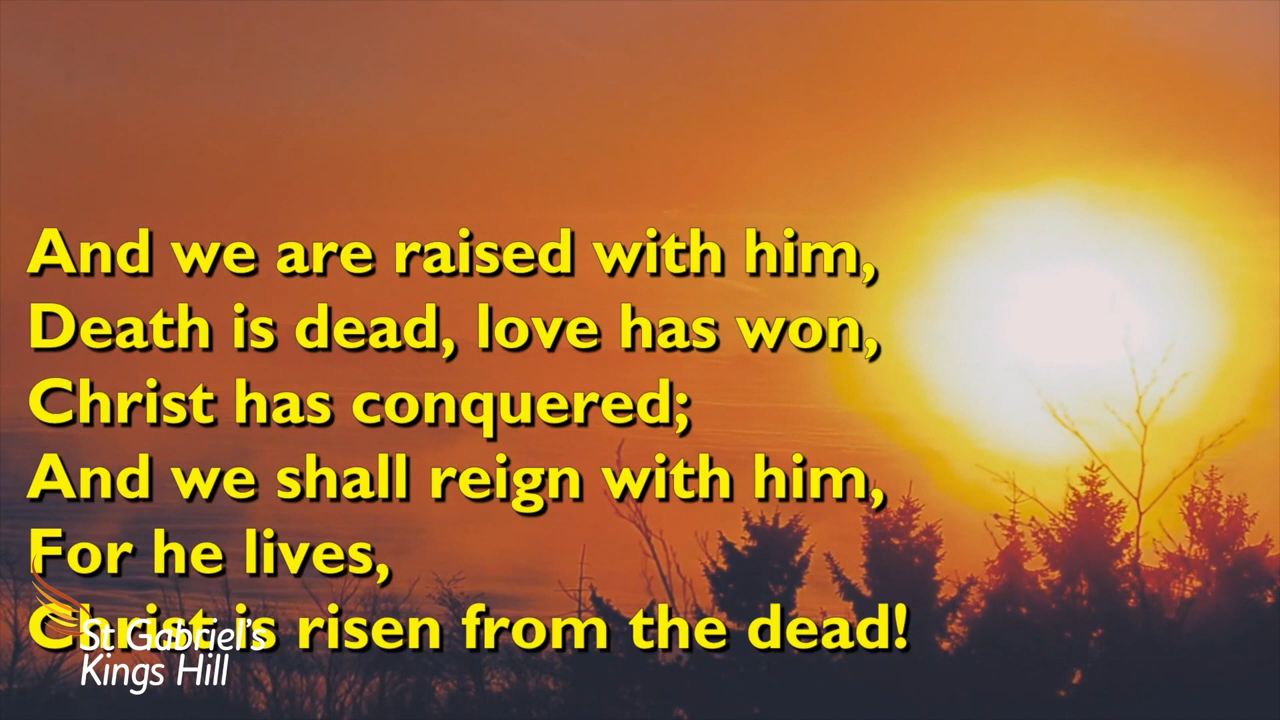 And we are raised with him,
Death is dead, love has won,
Christ has conquered;
And we shall reign with him,
For he lives,
Christ is risen from the dead!
St Gabriel's
Kings Hill